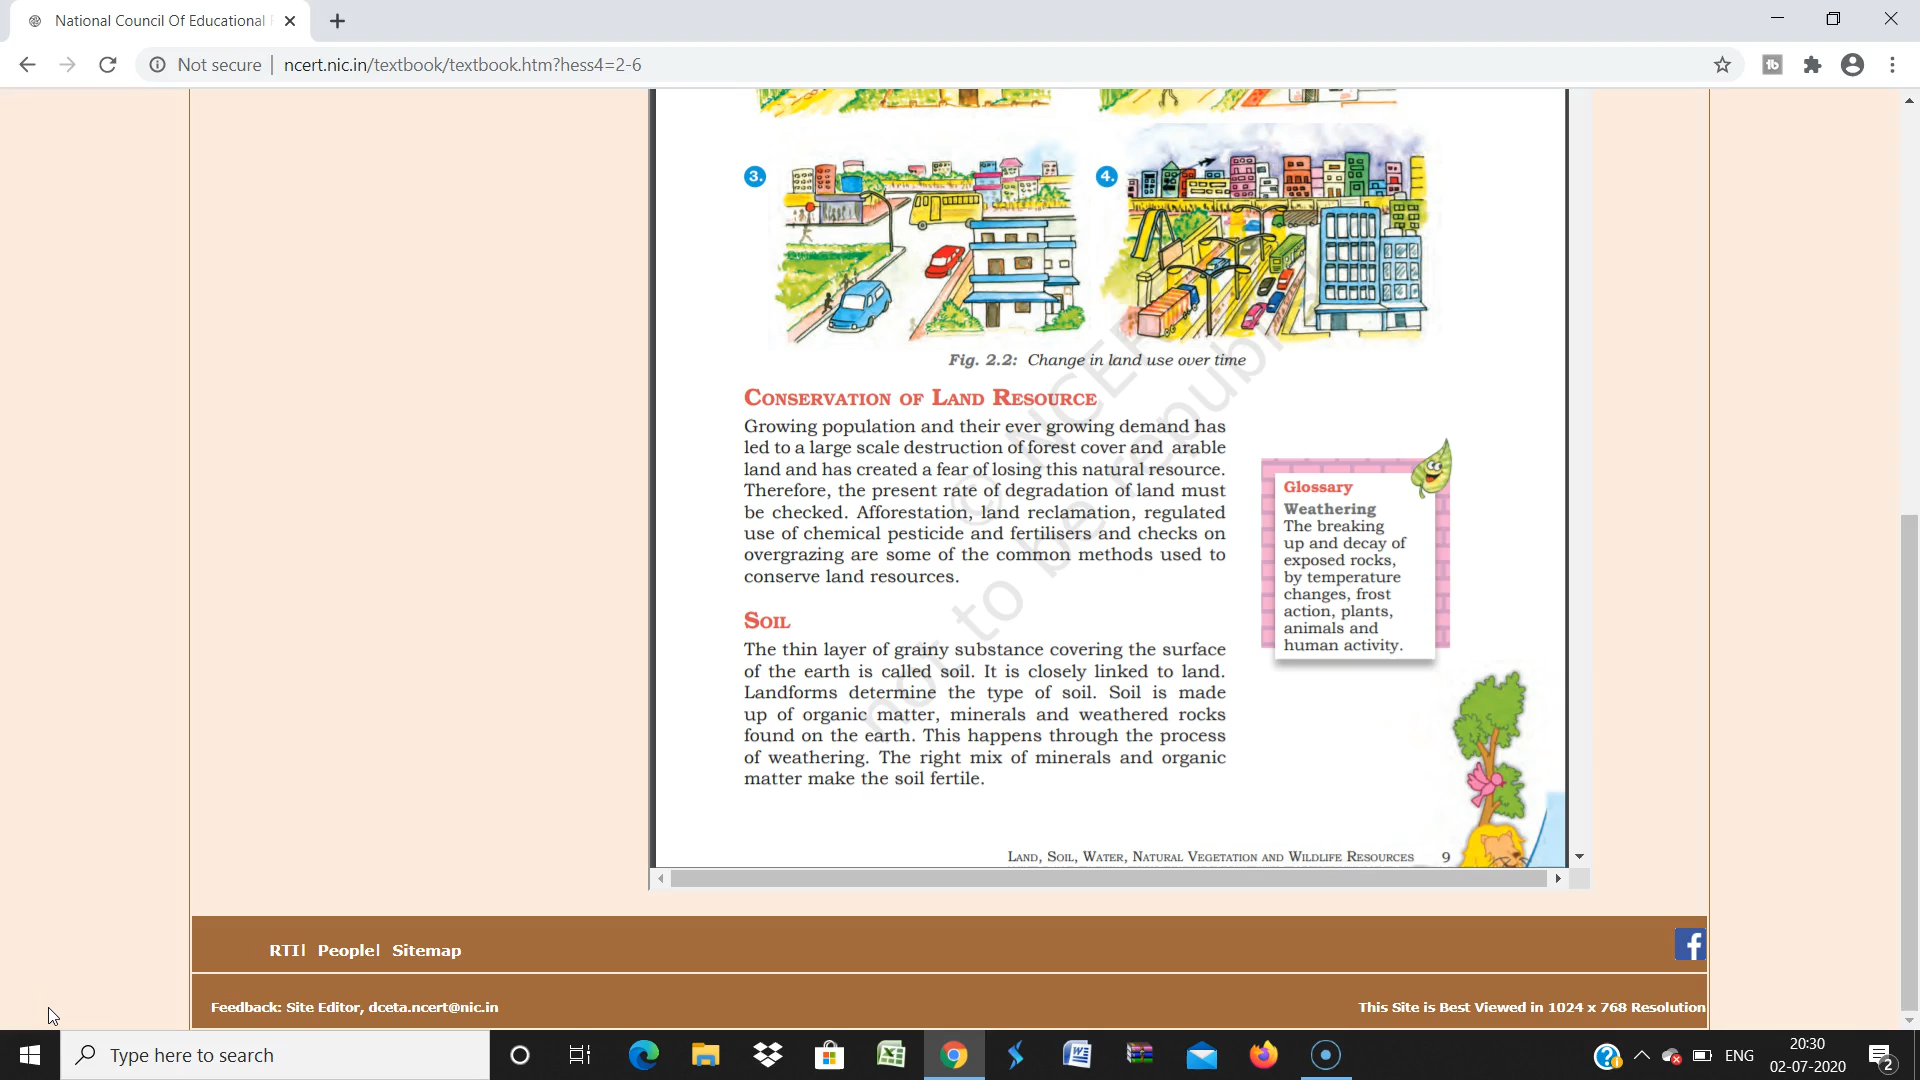 National Council Of Educational
Not secure
ncert.nic.in/textbook/textbook.htm?hess4=2-6
3.
4.
Fig. 2.2: Change in land use over time
CONSERVATION OF LAND RESOURCE
Growing population and their ever growing demand has
led to a large scale destruction of forest cover and arable
land and has created a fear of losing this natural resource.
Therefore, the present rate of degradation of land must
be checked. Afforestation, land reclamation, regulated
use of chemical pesticide and fertilisers and checks on
overgrazing are some of the common methods used to
conserve land resources.
SOIL
The thin layer of grainy substance covering the surface
of the earth is called soil. It is closely linked to land.
Landforms determine the type of soil. Soil is made
up of organic matter, minerals and weathered rocks
found on the earth. This happens through the process
of weathering. The right mix of minerals and organic
matter make the soil fertile.
Glossary
Weathering
The breaking
up and decay of
exposed rocks,
by temperature
changes, frost
action, plants,
animals and
human activity.
© NCER
not to be republi
LAND, SOIL, WATER, NATURAL VEGETATION AND WILDLIFE RESOURCES 9
RTI| People| Sitemap
Feedback: Site Editor, dceta.ncert@nic.in
This Site is Best Viewed in 1024 x 768 Resolution
Type here to search
ENG
20:30
02-07-2020
2